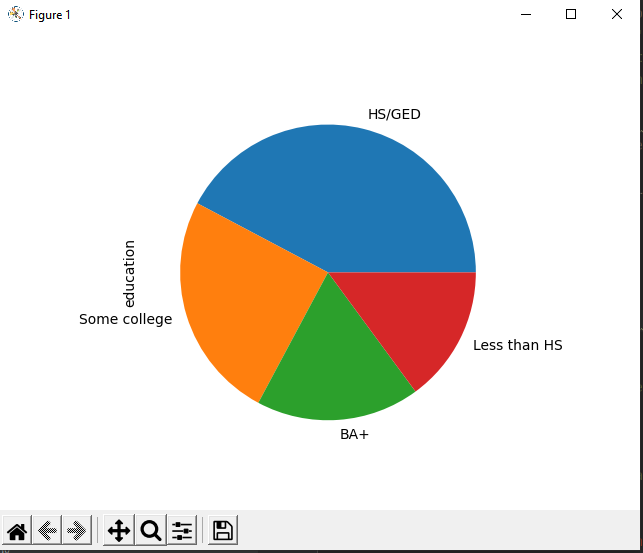 Figure 1
HS/GED
education
Some college
Less than HS
BA+